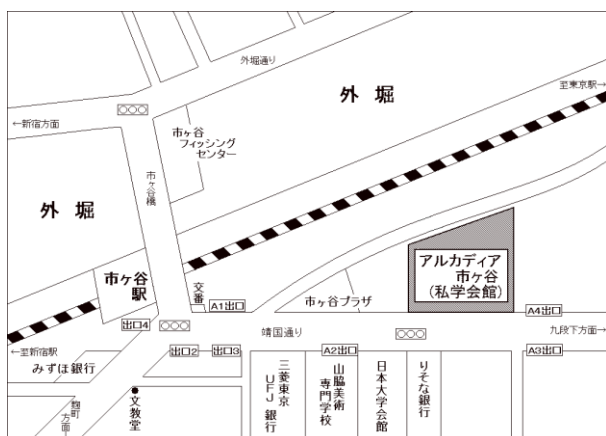 外堀通り
外 堀
至東京駅→
←新宿方面
市ヶ谷
フィッシング
センター
市ヶ谷橋
外 堀
アルカディア
市ヶ谷
(私学会館)
市ヶ谷
駅
交番
A1出口
市ヶ谷プラザ
A4出口
出口4
靖国通り
九段下方面→
←至新宿駅
出口2
出口3
A2出口
A3出口
みずほ銀行
麹町
方面
●文教堂
三菱東京
UFJ銀行
山脇美術
専門学校
日本大学会館
りそな銀行